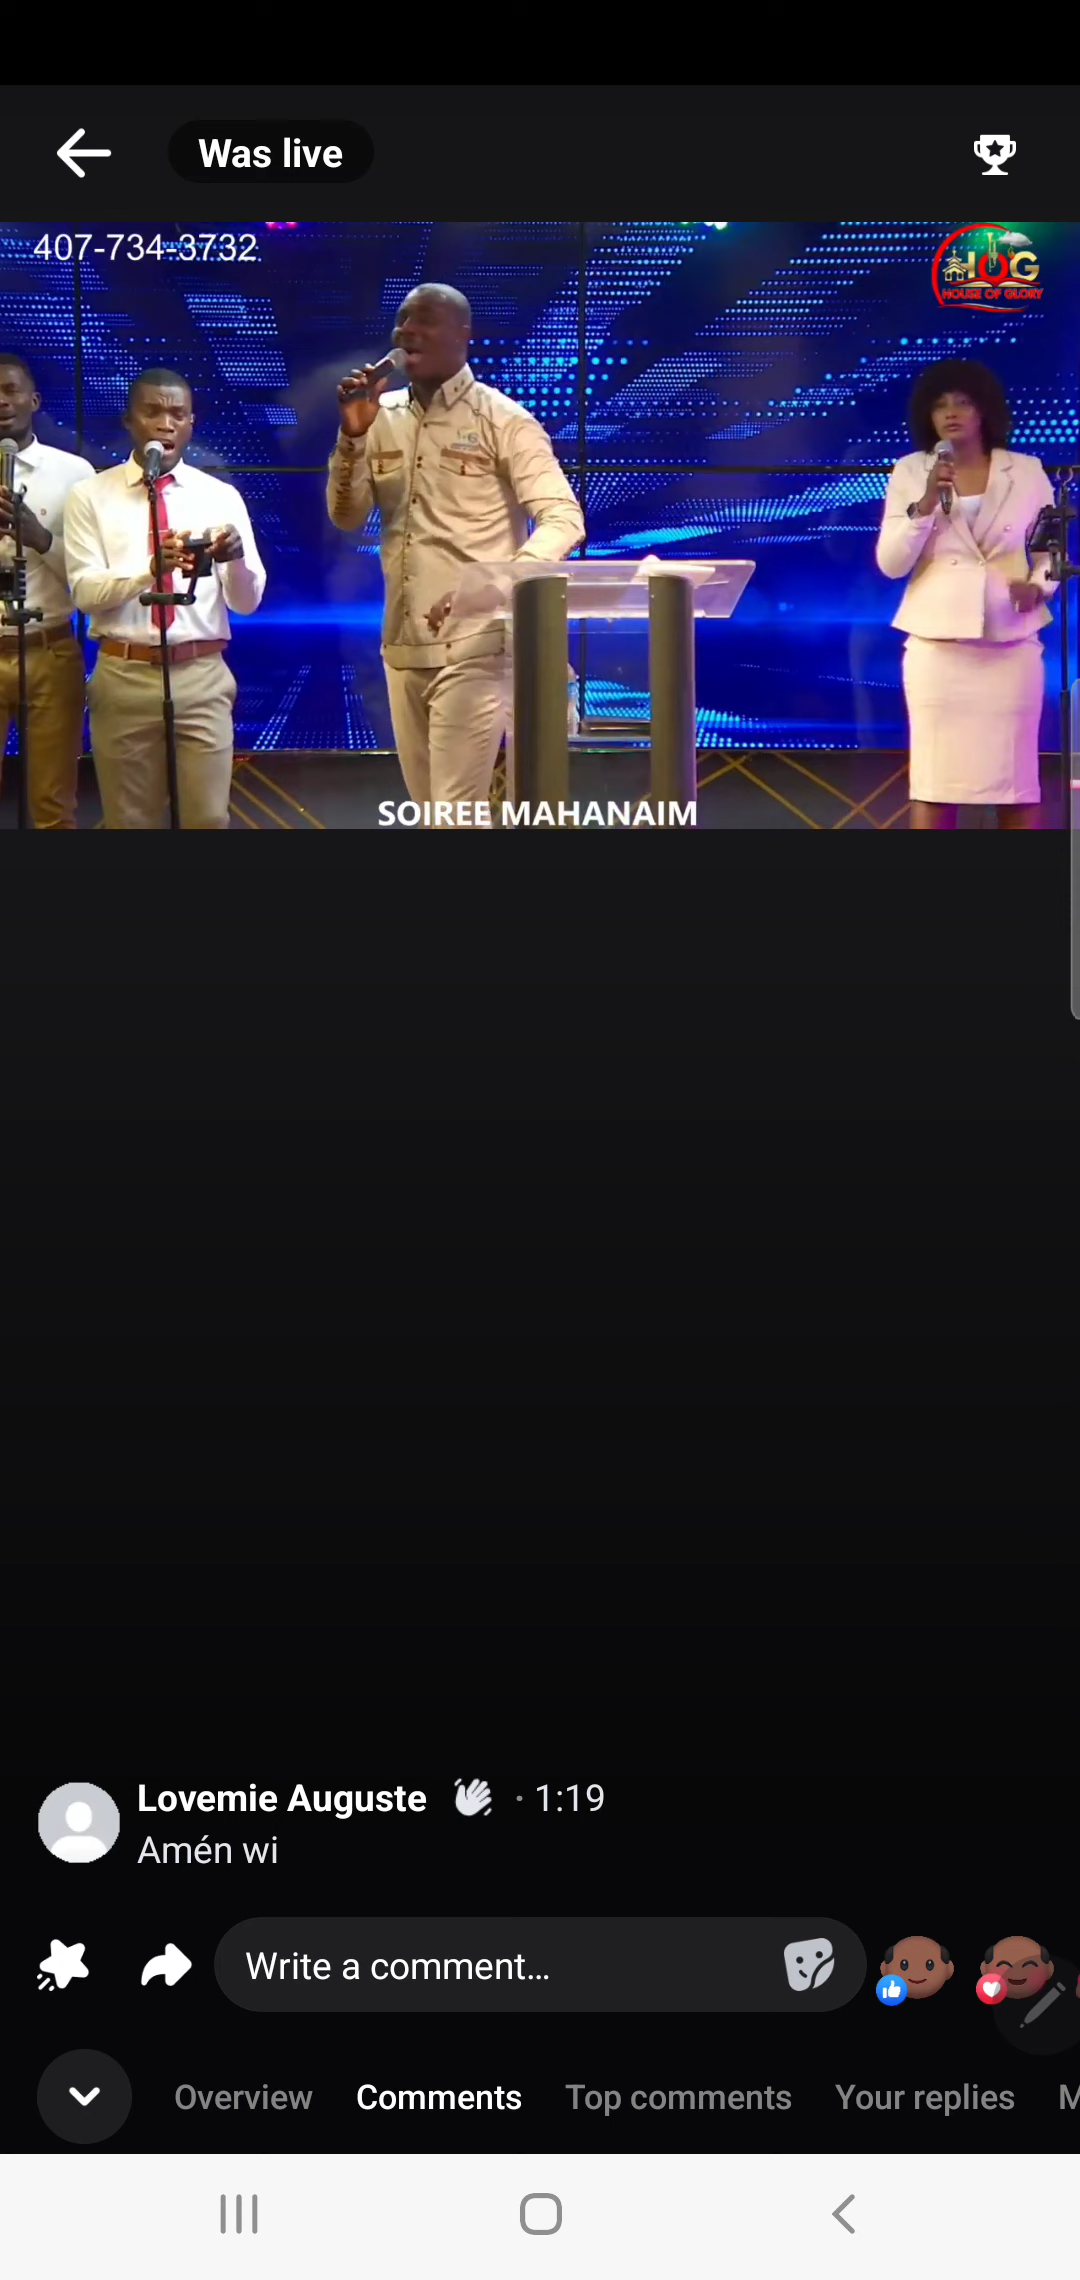 Was live
407-734-3732
HOG
HOUSE OF GLORY
SOIREE MAHANAIM
Lovemie Auguste · 1:19
Amén wi
Write a comment...
Overview Comments Top comments Your replies M